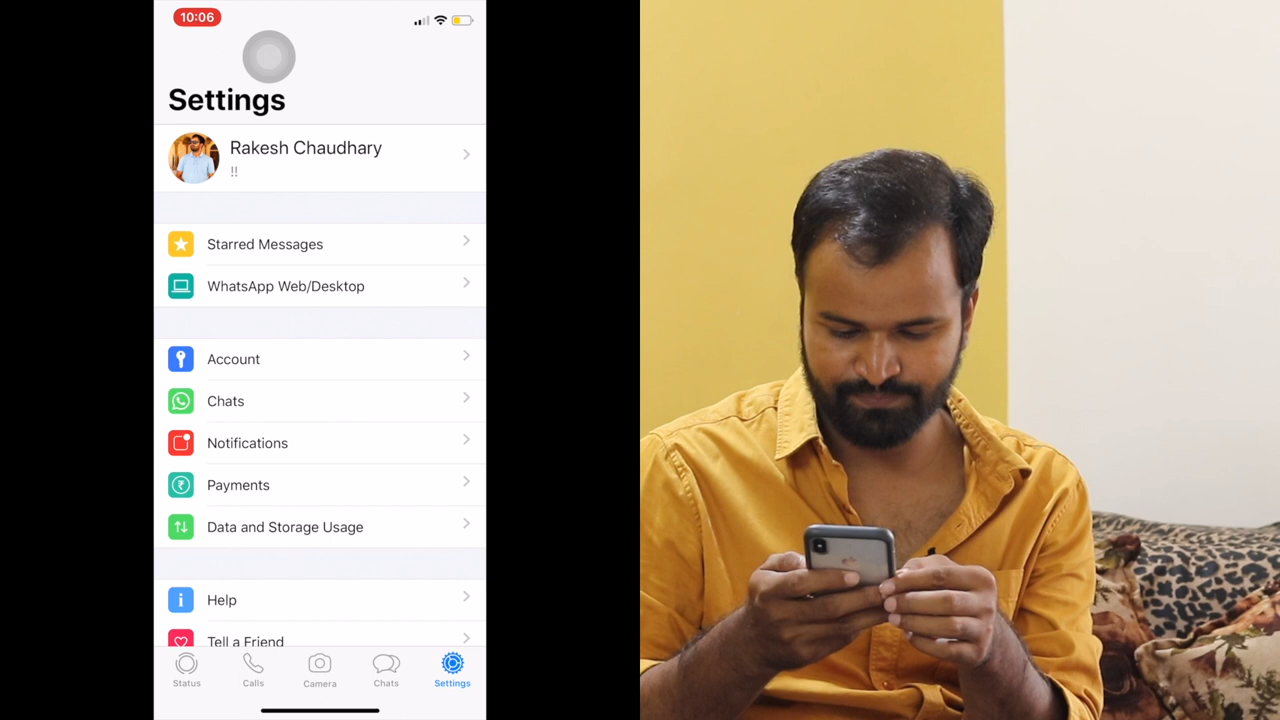 10:06
Settings
Rakesh Chaudhary
!!
Starred Messages
WhatsApp Web/Desktop
Account
Chats
Notifications
Payments
Data and Storage Usage
Help
Tell a Friend
Status
Calls
Camera
Chats
Settings